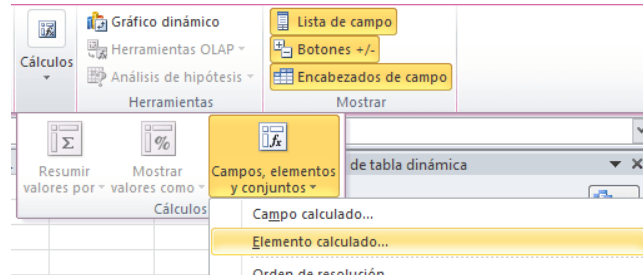 Gráfico dinámico
Herramientas OLAP
Análisis de hipótesis
Cálculos
Herramientas
Lista de campo
Botones +/-
Encabezados de campo
Mostrar
Σ
%
fx
Resumir
valores por
Mostrar
valores como
Campos, elementos
y conjuntos
Cálculos
de tabla dinámica
Campo calculado...
Elemento calculado...
Orden de resolución